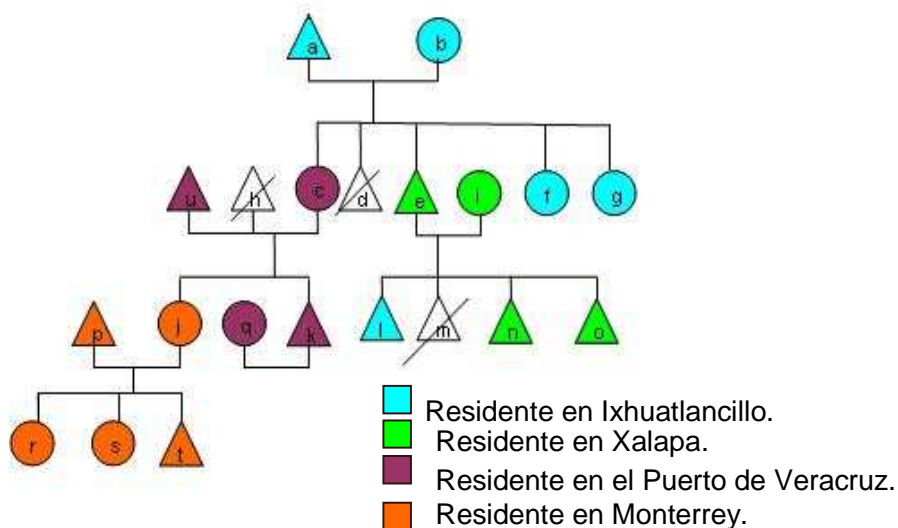 a
b
u h c d e i f g
p j q k l m n o
r s t
Residente en Ixhuatlancillo.
Residente en Xalapa.
Residente en el Puerto de Veracruz.
Residente en Monterrey.